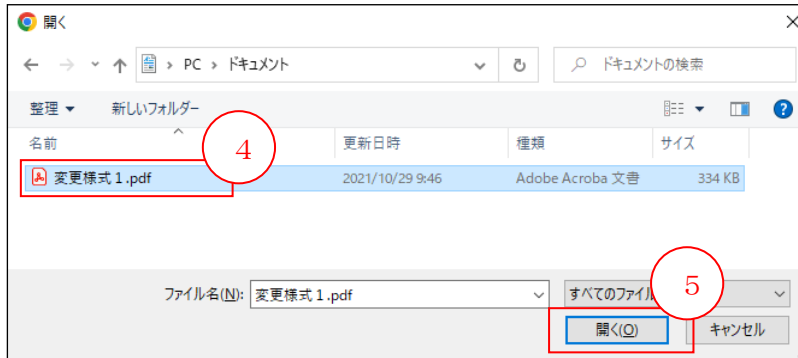 開く
PC › ドキュメント
ドキュメントの検索
整理 新しいフォルダー
名前 更新日時 種類 サイズ
変更様式１.pdf 2021/10/29 9:46 Adobe Acroba 文書 334 KB
4
ファイル名(N): 変更様式１.pdf すべてのファイル
5
開く(O) キャンセル